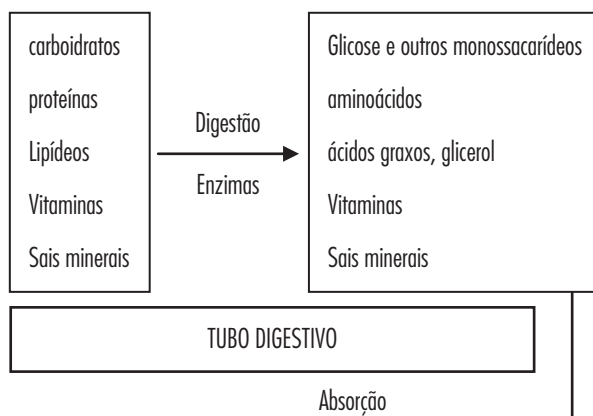 carboidratos
proteínas
Lipídeos
Vitaminas
Sais minerais
Digestão
Enzimas
Glicose e outros monossacarídeos
aminoácidos
ácidos graxos, glicerol
Vitaminas
Sais minerais
TUBO DIGESTIVO
Absorção